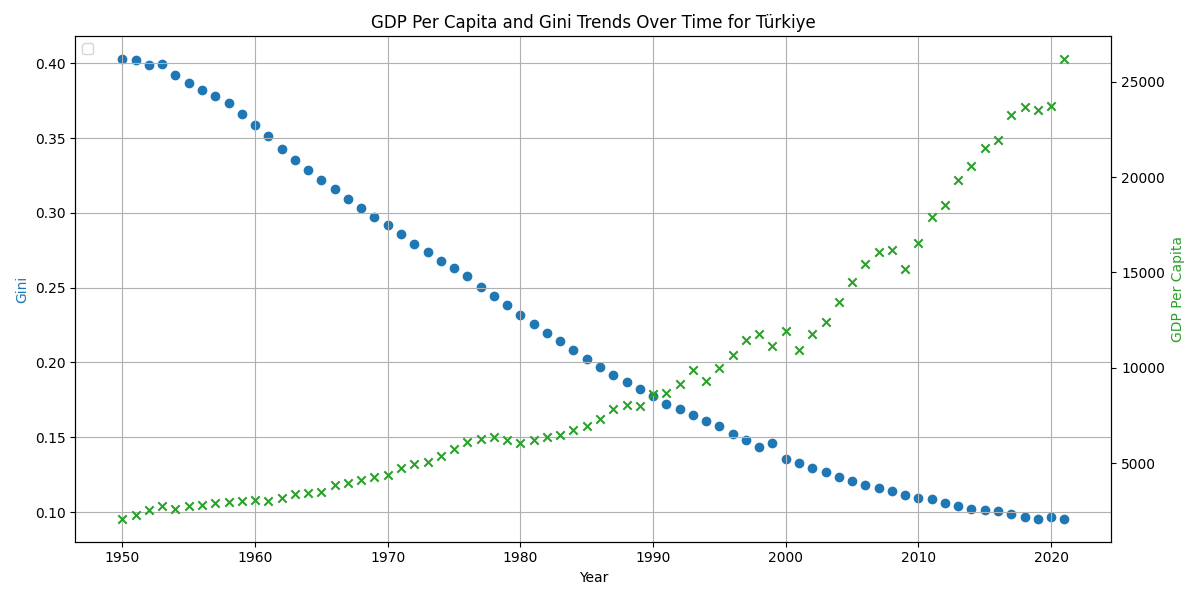 GDP Per Capita and Gini Trends Over Time for Türkiye
0.40
0.35
0.30
0.25
0.20
0.15
0.10
Gini
25000
20000
15000
10000
5000
GDP Per Capita
1950 1960 1970 1980 1990 2000 2010 2020
Year